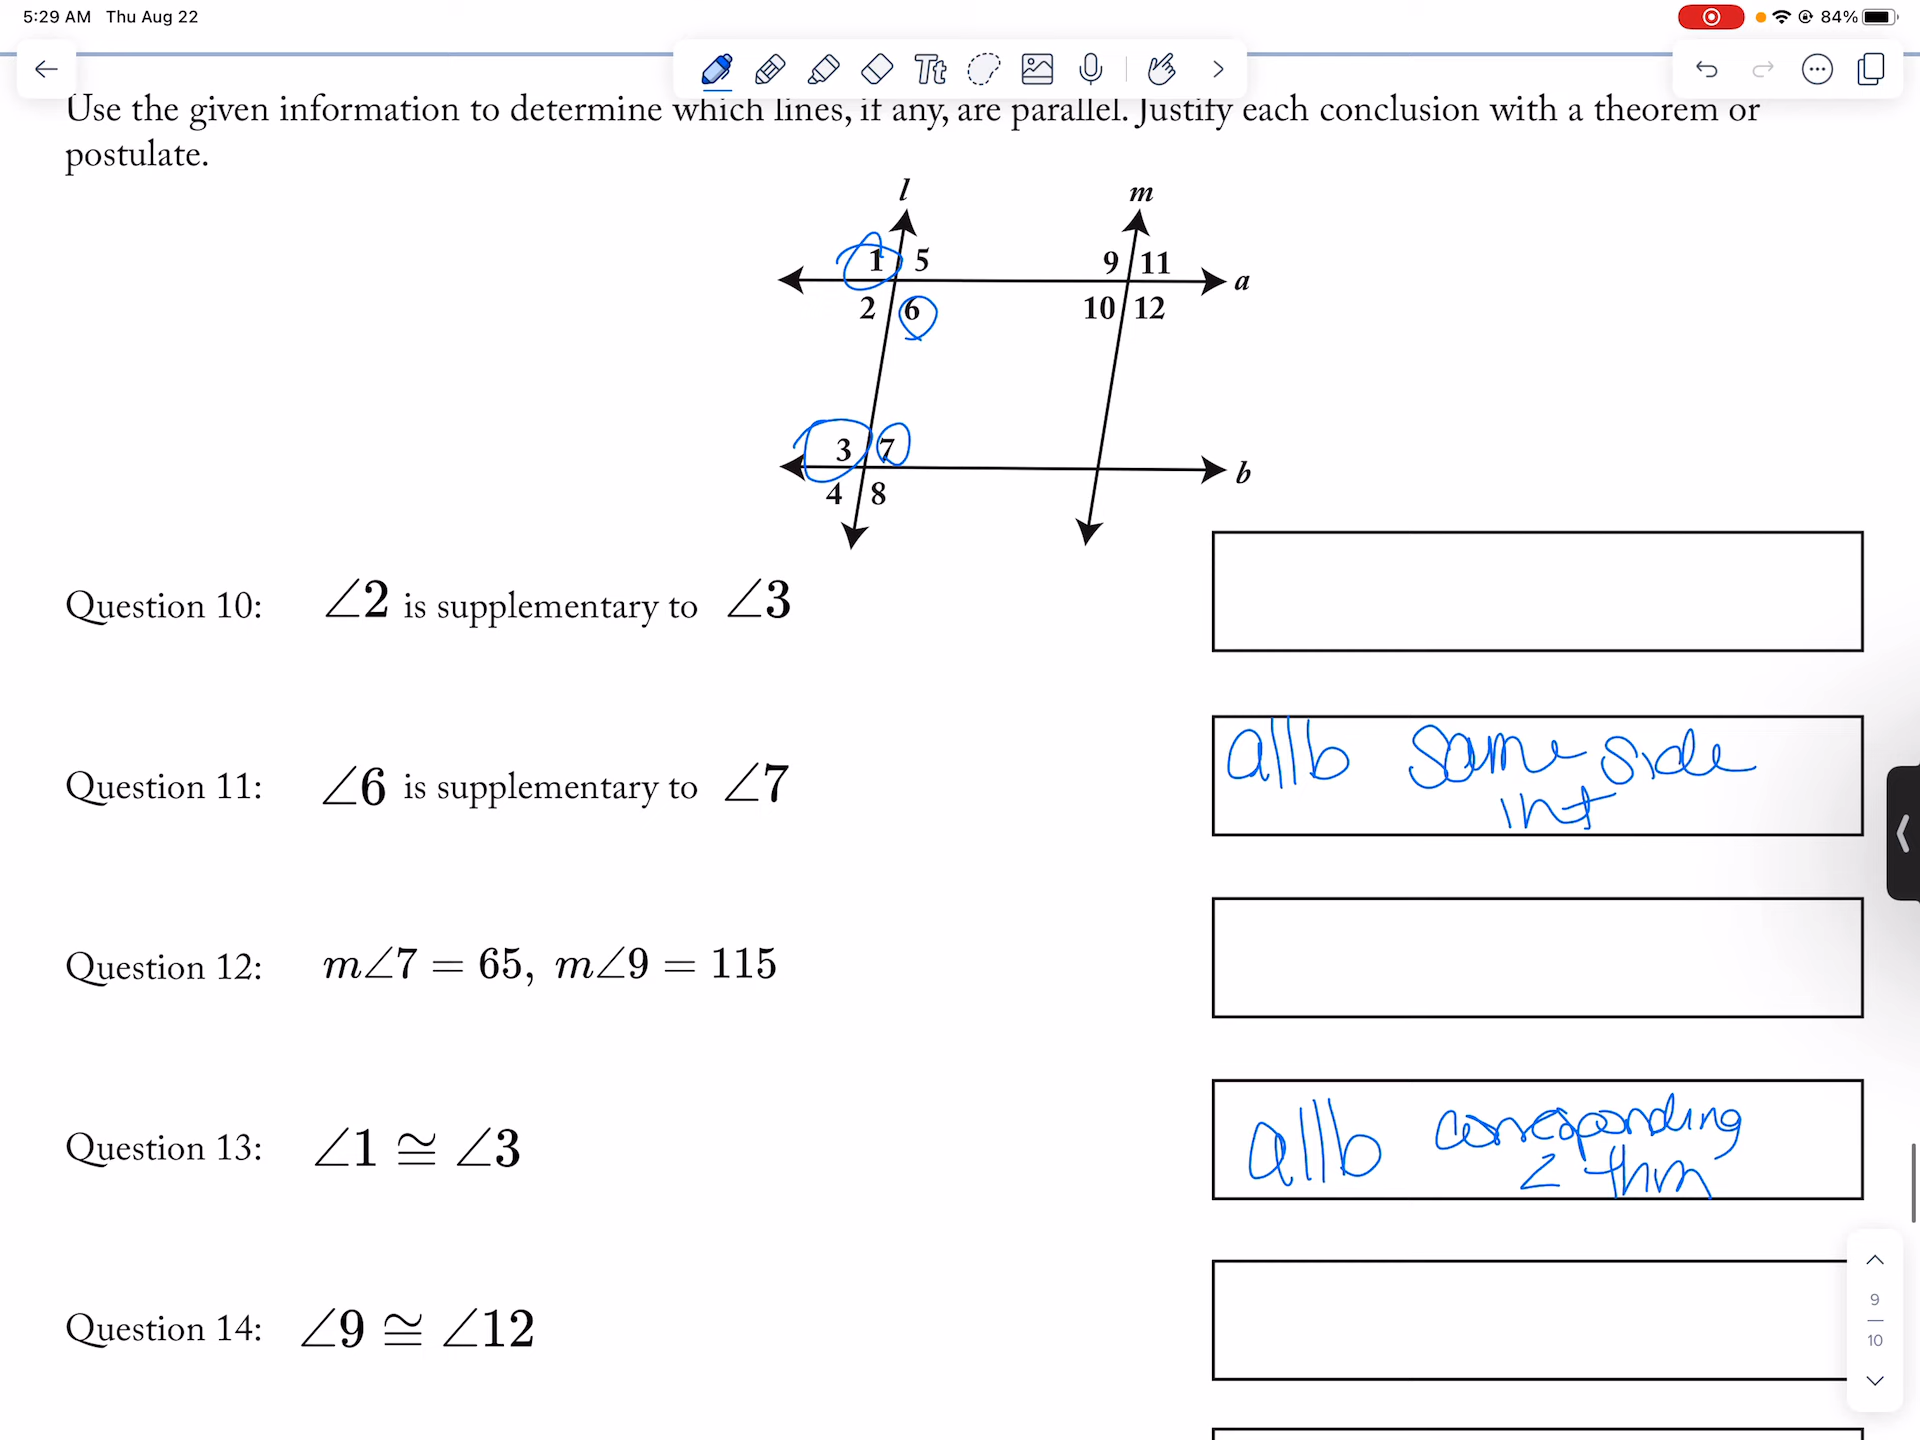 5:29 AM Thu Aug 22
84%
Tt
Use the given information to determine which lines, if any, are parallel. Justify each conclusion with a theorem or
postulate.
l
m
1 5
9 11
a
2 6
10 12
3 7
b
4 8
Question 10: ∠2 is supplementary to ∠3
Question 11: ∠6 is supplementary to ∠7
a||b Same side
int
Question 12: m∠7 = 65, m∠9 = 115
Question 13: ∠1 ≅ ∠3
a||b corresponding
∠ thm
Question 14: ∠9 ≅ ∠12
9
10